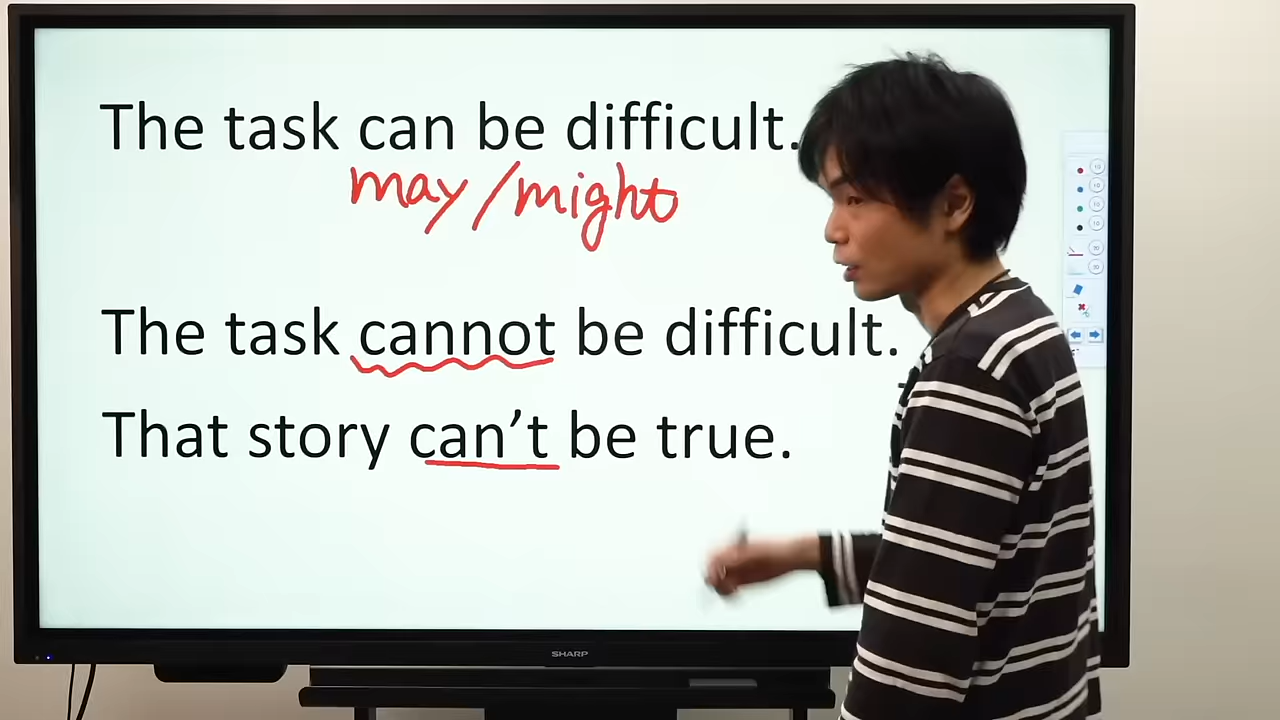 The task can be difficult.
may/might
The task cannot be difficult.
That story can’t be true.
SHARP